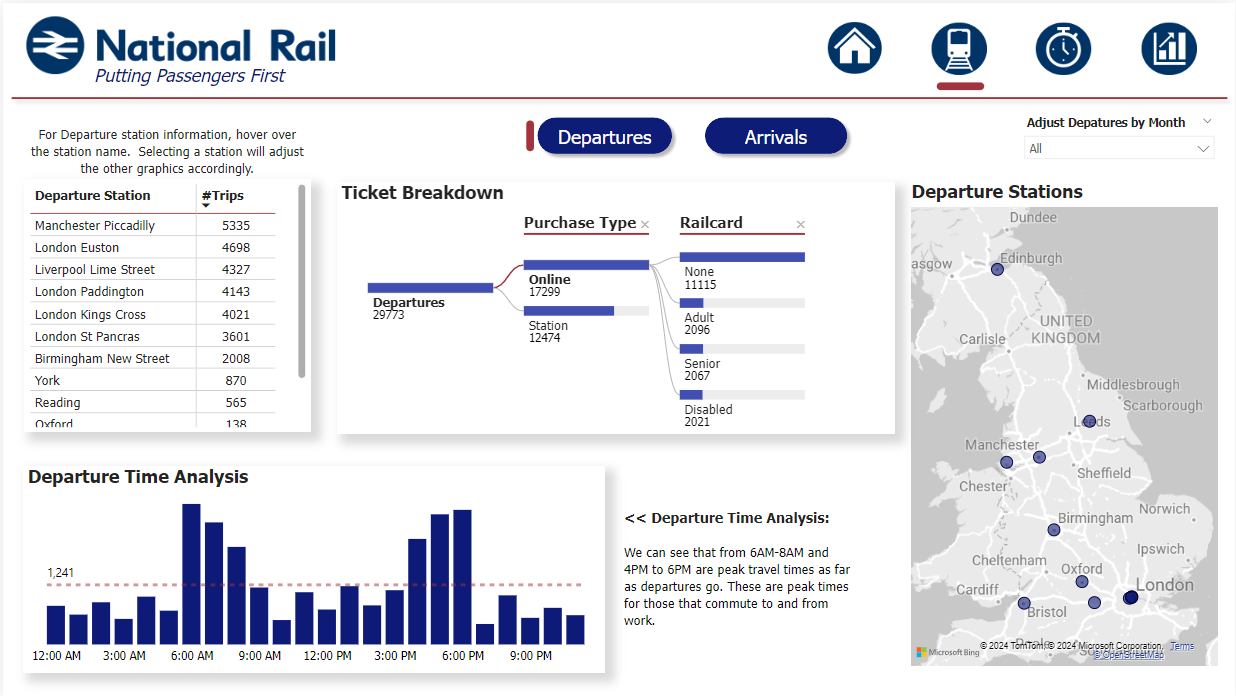 National Rail
Putting Passengers First
For Departure station information, hover over
the station name. Selecting a station will adjust
the other graphics accordingly.
Departures
Arrivals
Adjust Depatures by Month
All
Departure Station #Trips
Manchester Piccadilly 5335
London Euston 4698
Liverpool Lime Street 4327
London Paddington 4143
London Kings Cross 4021
London St Pancras 3601
Birmingham New Street 2008
York 870
Reading 565
Oxford 138
Ticket Breakdown
Purchase Type
Railcard
Departures
29773
Online
17299
Station
12474
None
11115
Adult
2096
Senior
2067
Disabled
2021
Departure Stations
Dundee
Edinburgh
asgow
UNITED
KINGDOM
Carlisle
Middlesbrough
Scarborough
Leeds
Manchester
Sheffield
Chester
Norwich
Birmingham
Ipswich
Cheltenham
Oxford
Cardiff
London
Bristol
Microsoft Bing
© 2024 TomTom, © 2024 Microsoft Corporation, Terms
© OpenStreetMap
Departure Time Analysis
1,241
12:00 AM 3:00 AM 6:00 AM 9:00 AM 12:00 PM 3:00 PM 6:00 PM 9:00 PM
<< Departure Time Analysis:
We can see that from 6AM-8AM and
4PM to 6PM are peak travel times as far
as departures go. These are peak times
for those that commute to and from
work.